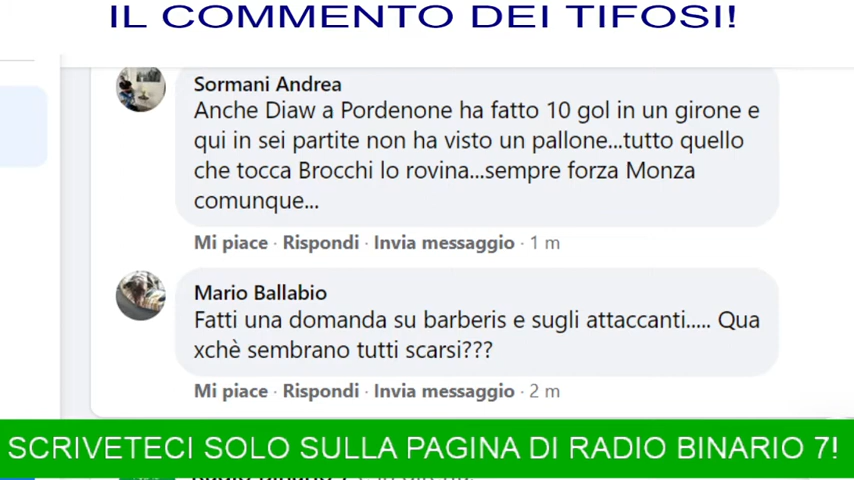 IL COMMENTO DEI TIFOSI!
Sormani Andrea
Anche Diaw a Pordenone ha fatto 10 gol in un girone e
qui in sei partite non ha visto un pallone...tutto quello
che tocca Brocchi lo rovina...sempre forza Monza
comunque...
Mi piace · Rispondi · Invia messaggio · 1 m
Mario Ballabio
Fatti una domanda su barberis e sugli attaccanti..... Qua
xchè sembrano tutti scarsi???
Mi piace · Rispondi · Invia messaggio · 2 m
SCRIVETECI SOLO SULLA PAGINA DI RADIO BINARIO 7!